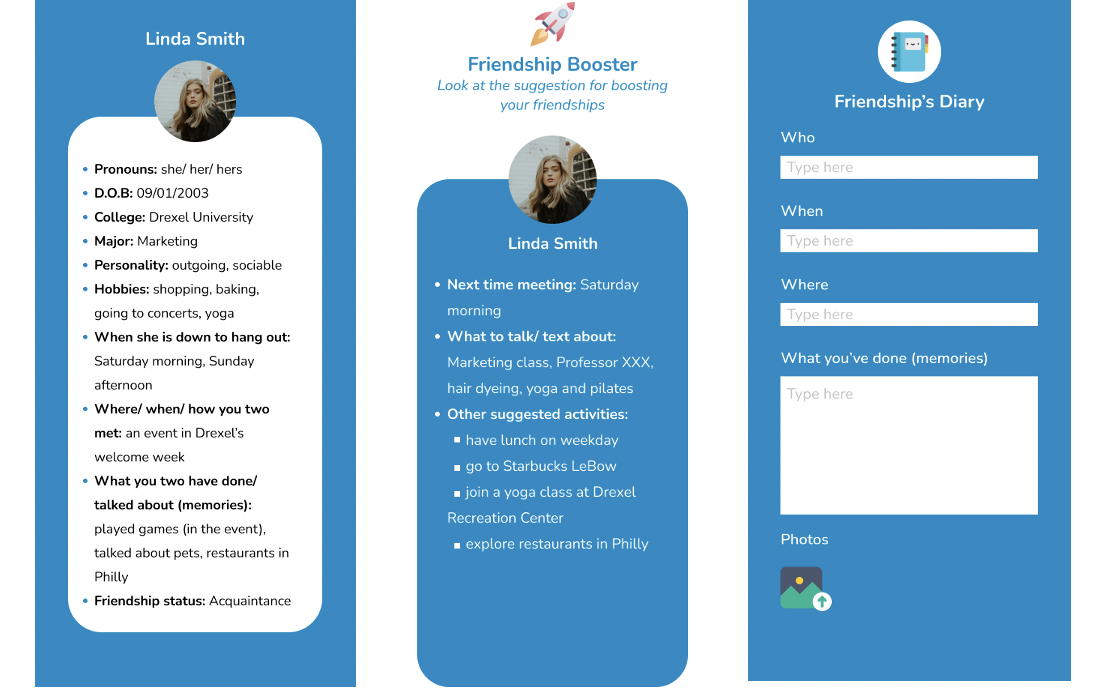 Linda Smith
Pronouns: she/ her/ hers
D.O.B: 09/01/2003
College: Drexel University
Major: Marketing
Personality: outgoing, sociable
Hobbies: shopping, baking,
going to concerts, yoga
When she is down to hang out:
Saturday morning, Sunday
afternoon
Where/ when/ how you two
met: an event in Drexel's
welcome week
What you two have done/
talked about (memories):
played games (in the event),
talked about pets, restaurants in
Philly
Friendship status: Acquaintance
Friendship Booster
Look at the suggestion for boosting
your friendships
Linda Smith
Next time meeting: Saturday
morning
What to talk/ text about:
Marketing class, Professor XXX,
hair dyeing, yoga and pilates
Other suggested activities:
have lunch on weekday
go to Starbucks LeBow
join a yoga class at Drexel
Recreation Center
explore restaurants in Philly
Friendship's Diary
Who
Type here
When
Type here
Where
Type here
What you've done (memories)
Type here
Photos